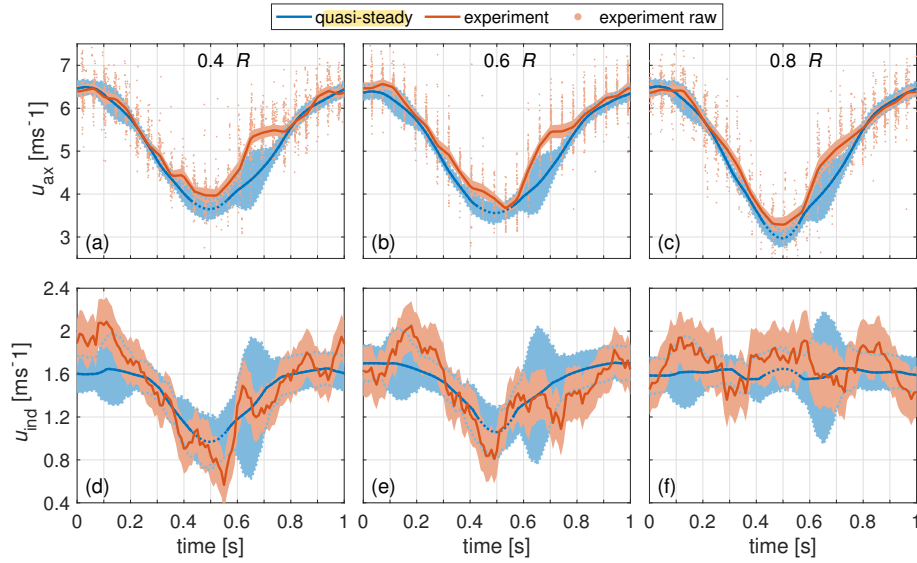 quasi-steady experiment experiment raw
0.4 R 0.6 R 0.8 R
7
6
5
4
3
u_ax [ms^-1]
(a) (b) (c)
2.4
2.0
1.6
1.2
0.8
0.4
u_ind [ms^-1]
(d) (e) (f)
0 0.2 0.4 0.6 0.8 1 0 0.2 0.4 0.6 0.8 1 0 0.2 0.4 0.6 0.8 1
time [s] time [s] time [s]